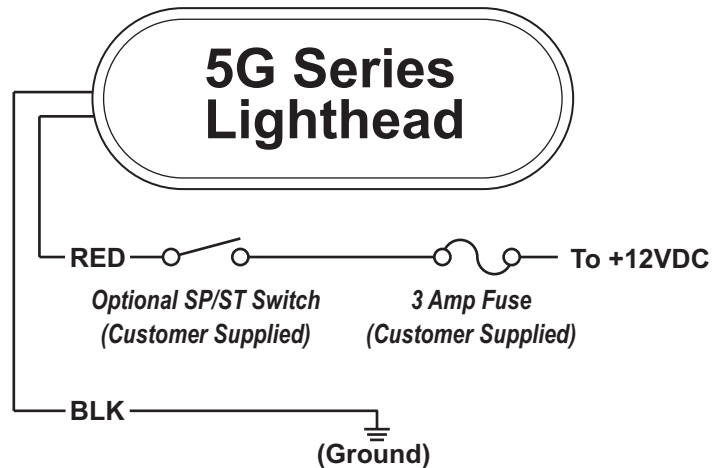 5G Series
Lighthead
RED
To +12VDC
Optional SP/ST Switch
(Customer Supplied)
3 Amp Fuse
(Customer Supplied)
BLK
(Ground)